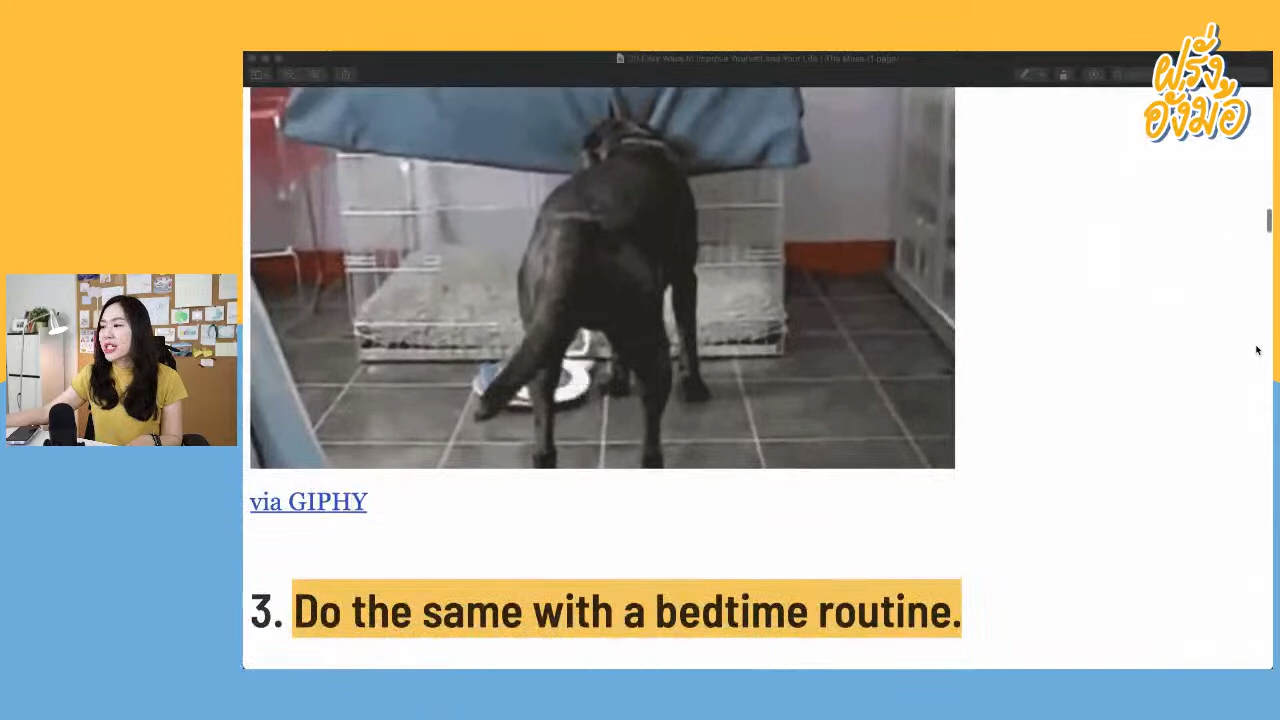 ฝรั่ง
อั่งม้อ
via GIPHY
3. Do the same with a bedtime routine.